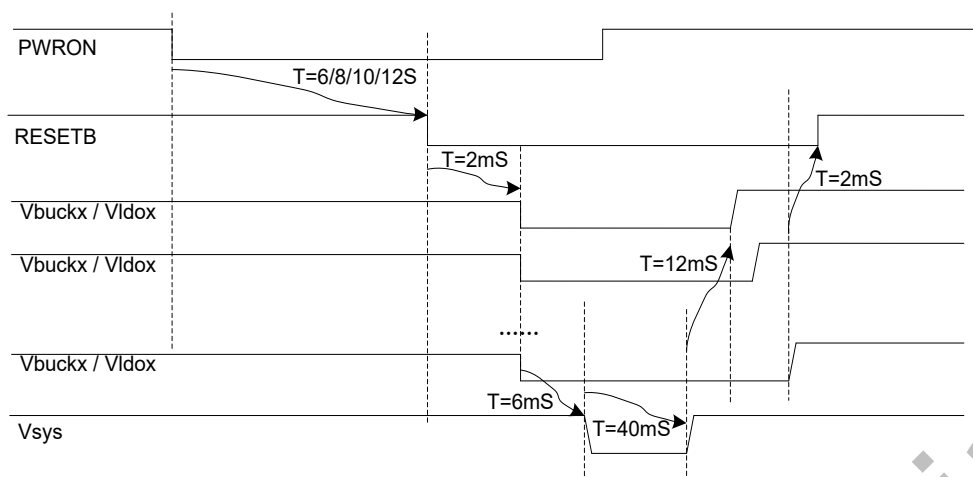 PWRON
T=6/8/10/12S
RESETB
T=2mS
T=2mS
Vbuckx / Vldox
Vbuckx / Vldox
T=12mS
......
Vbuckx / Vldox
T=6mS
T=40mS
Vsys